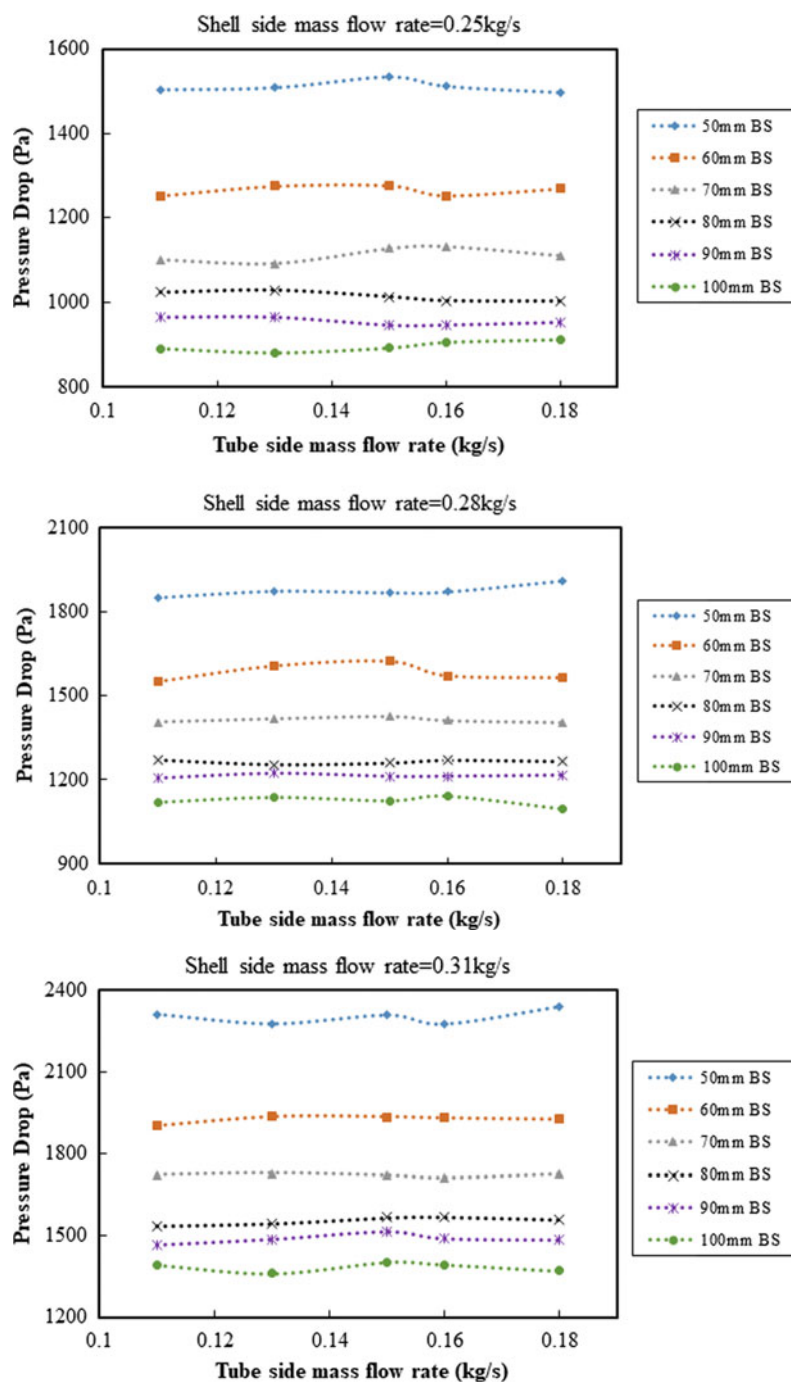 Shell side mass flow rate=0.25kg/s
1600
1400
1200
1000
800
Pressure Drop (Pa)
0.1 0.12 0.14 0.16 0.18
Tube side mass flow rate (kg/s)
50mm BS
60mm BS
70mm BS
80mm BS
90mm BS
100mm BS
Shell side mass flow rate=0.28kg/s
2100
1800
1500
1200
900
Pressure Drop (Pa)
0.1 0.12 0.14 0.16 0.18
Tube side mass flow rate (kg/s)
50mm BS
60mm BS
70mm BS
80mm BS
90mm BS
100mm BS
Shell side mass flow rate=0.31kg/s
2400
2100
1800
1500
1200
Pressure Drop (Pa)
0.1 0.12 0.14 0.16 0.18
Tube side mass flow rate (kg/s)
50mm BS
60mm BS
70mm BS
80mm BS
90mm BS
100mm BS